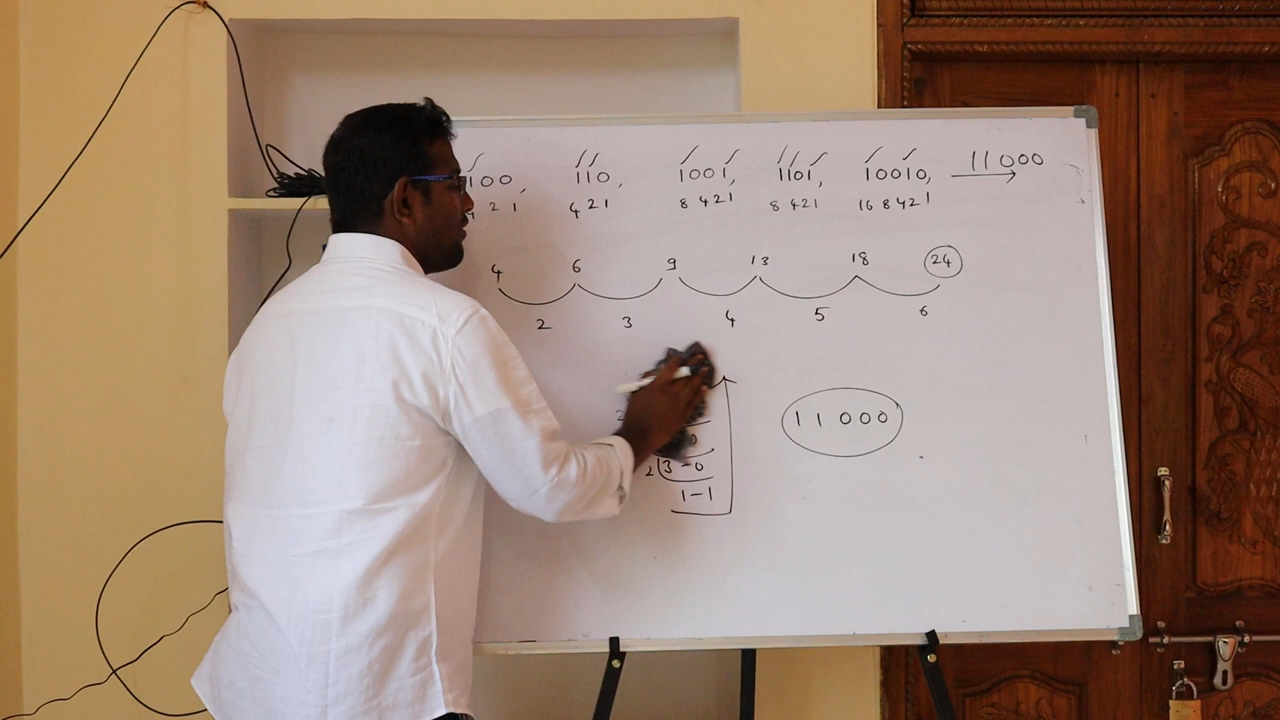 100, 110, 1001, 1101, 10010, → 11000
4 2 1 4 2 1 8 4 2 1 8 4 2 1 16 8 4 2 1
4 6 9 13 18 24
2 3 4 5 6
1 1 0 0 0
2 3 - 0
1 - 1